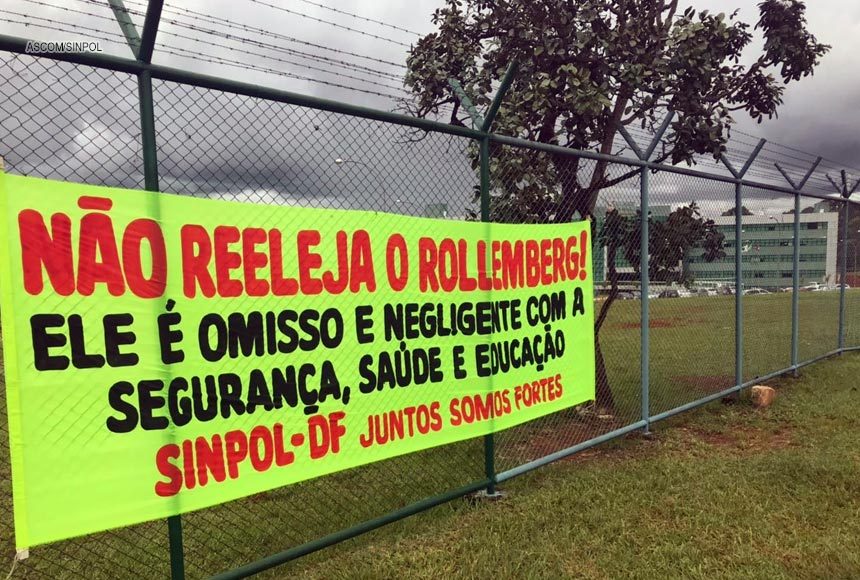 ASCOM/SINPOL
NÃO REELEJA O ROLLEMBERG!
ELE É OMISSO E NEGLIGENTE COM A
SEGURANÇA, SAÚDE E EDUCAÇÃO
SINPOL-DF JUNTOS SOMOS FORTES